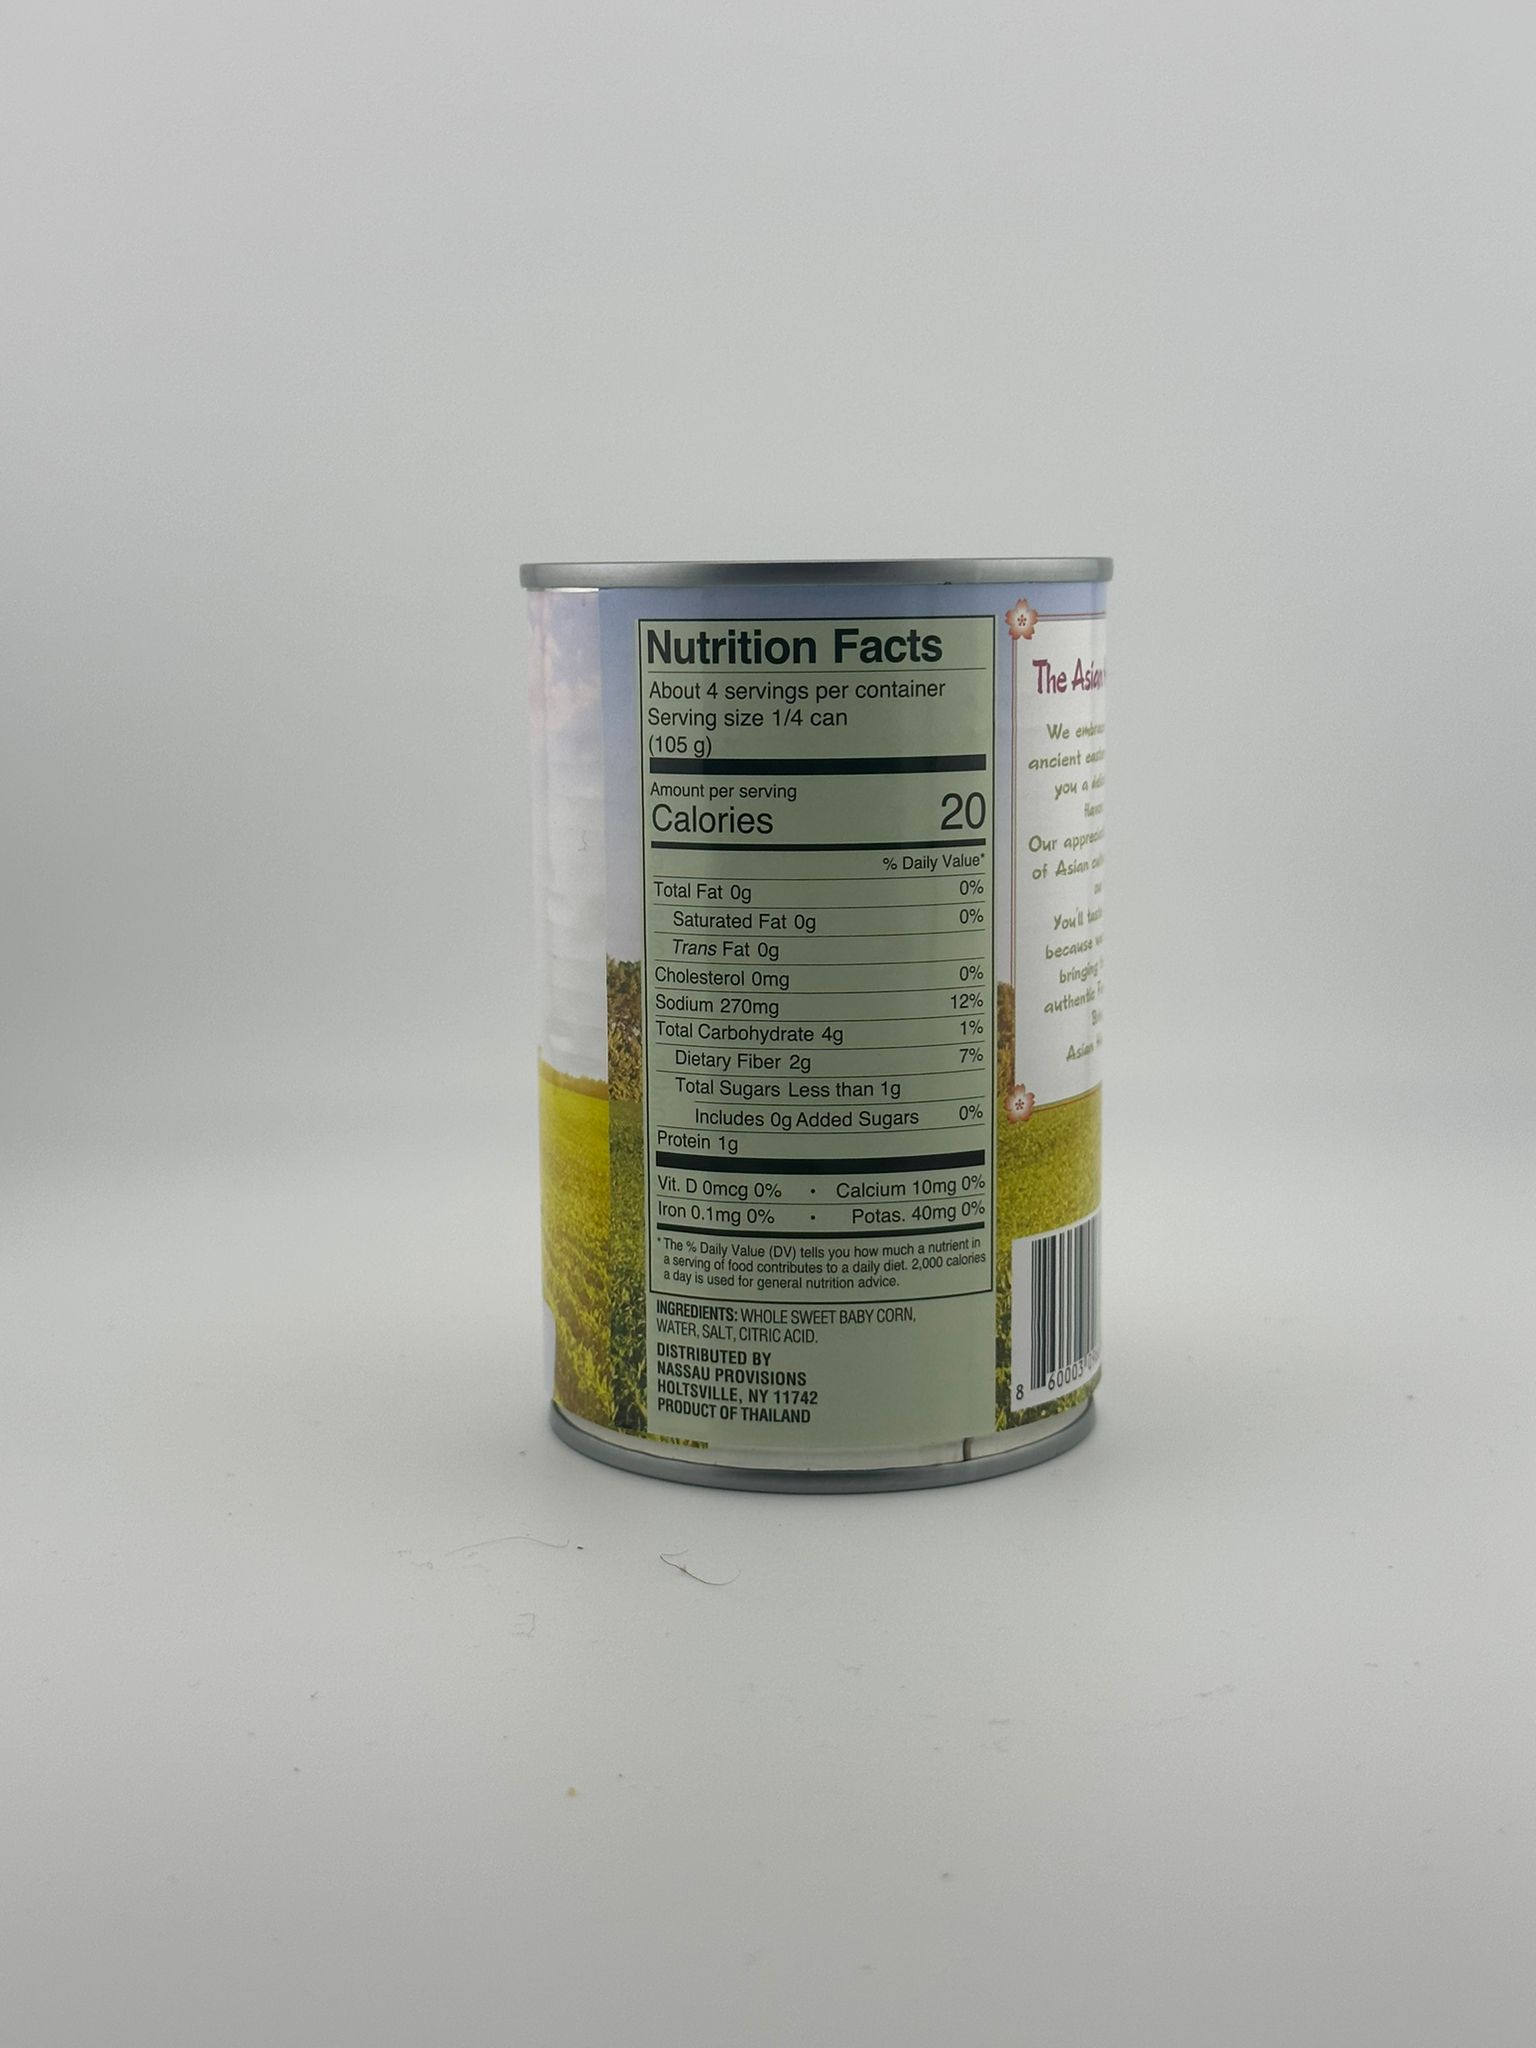 Nutrition Facts
About 4 servings per container
Serving size 1/4 can
(105 g)
Amount per serving
Calories 20
% Daily Value*
Total Fat 0g 0%
Saturated Fat 0g 0%
Trans Fat 0g
Cholesterol 0mg 0%
Sodium 270mg 12%
Total Carbohydrate 4g 1%
Dietary Fiber 2g 7%
Total Sugars Less than 1g
Includes 0g Added Sugars 0%
Protein 1g
Vit. D 0mcg 0% • Calcium 10mg 0%
Iron 0.1mg 0% • Potas. 40mg 0%
* The % Daily Value (DV) tells you how much a nutrient in
a serving of food contributes to a daily diet. 2,000 calories
a day is used for general nutrition advice.
INGREDIENTS: WHOLE SWEET BABY CORN,
WATER, SALT, CITRIC ACID.
DISTRIBUTED BY
NASSAU PROVISIONS
HOLTSVILLE, NY 11742
PRODUCT OF THAILAND
The
We
ancient
you a
Our
of Asian
You'll
because
bringing
authentic
Asian
8 60003